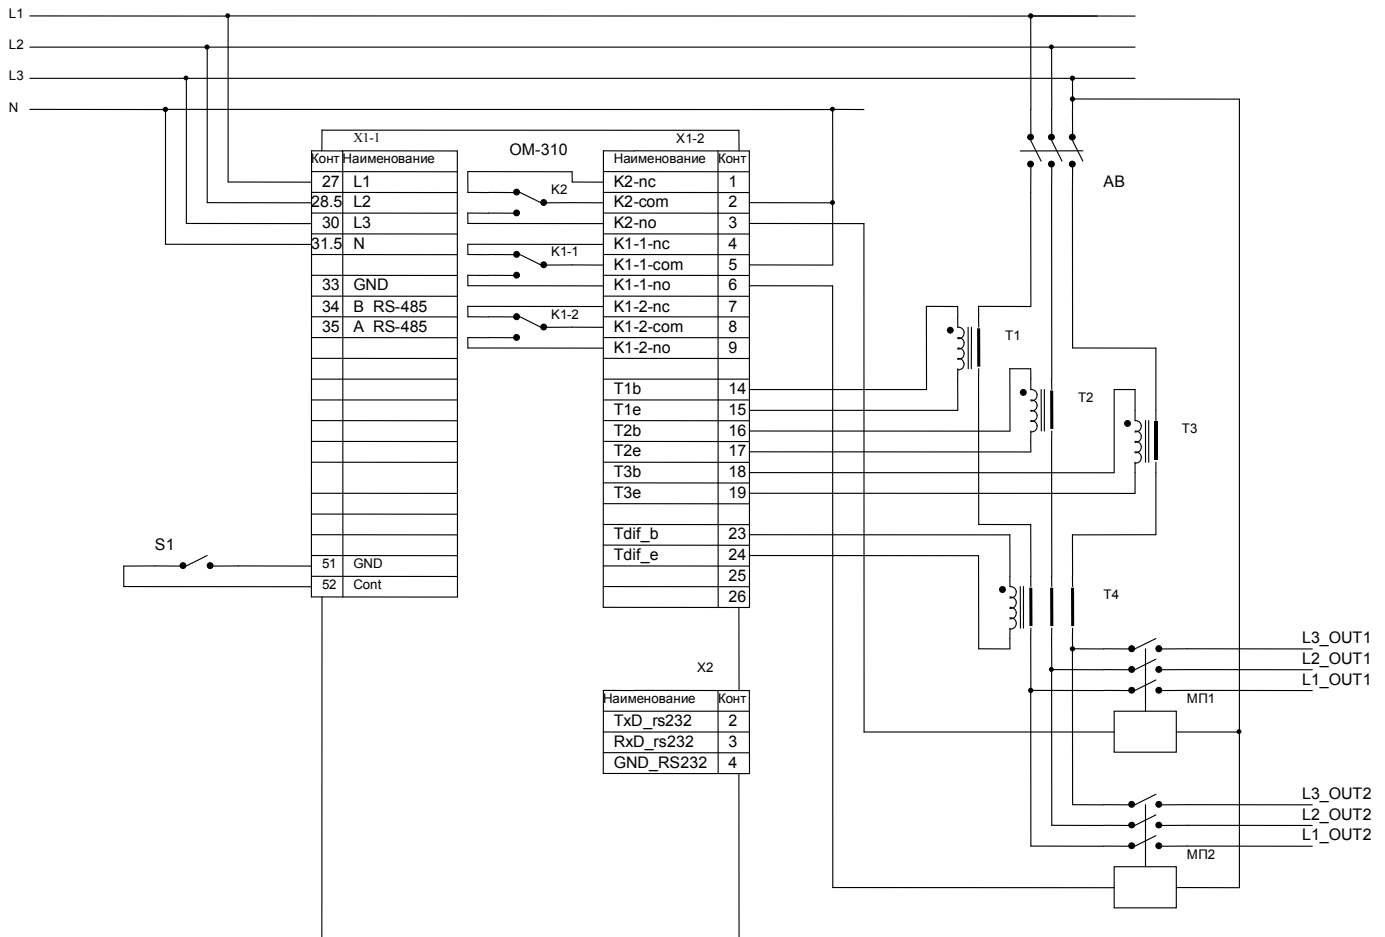 L1
L2
L3
N
X1-1
Конт Наименование
27 L1
28.5 L2
30 L3
31.5 N
33 GND
34 B RS-485
35 A RS-485
51 GND
52 Cont
S1
OM-310
K2
K1-1
K1-2
X1-2
Наименование Конт
K2-nc 1
K2-com 2
K2-no 3
K1-1-nc 4
K1-1-com 5
K1-1-no 6
K1-2-nc 7
K1-2-com 8
K1-2-no 9
T1b 14
T1e 15
T2b 16
T2e 17
T3b 18
T3e 19
Tdif_b 23
Tdif_e 24
25
26
X2
Наименование Конт
TxD_rs232 2
RxD_rs232 3
GND_RS232 4
АВ
T1
T2
T3
T4
L3_OUT1
L2_OUT1
L1_OUT1
МП1
L3_OUT2
L2_OUT2
L1_OUT2
МП2